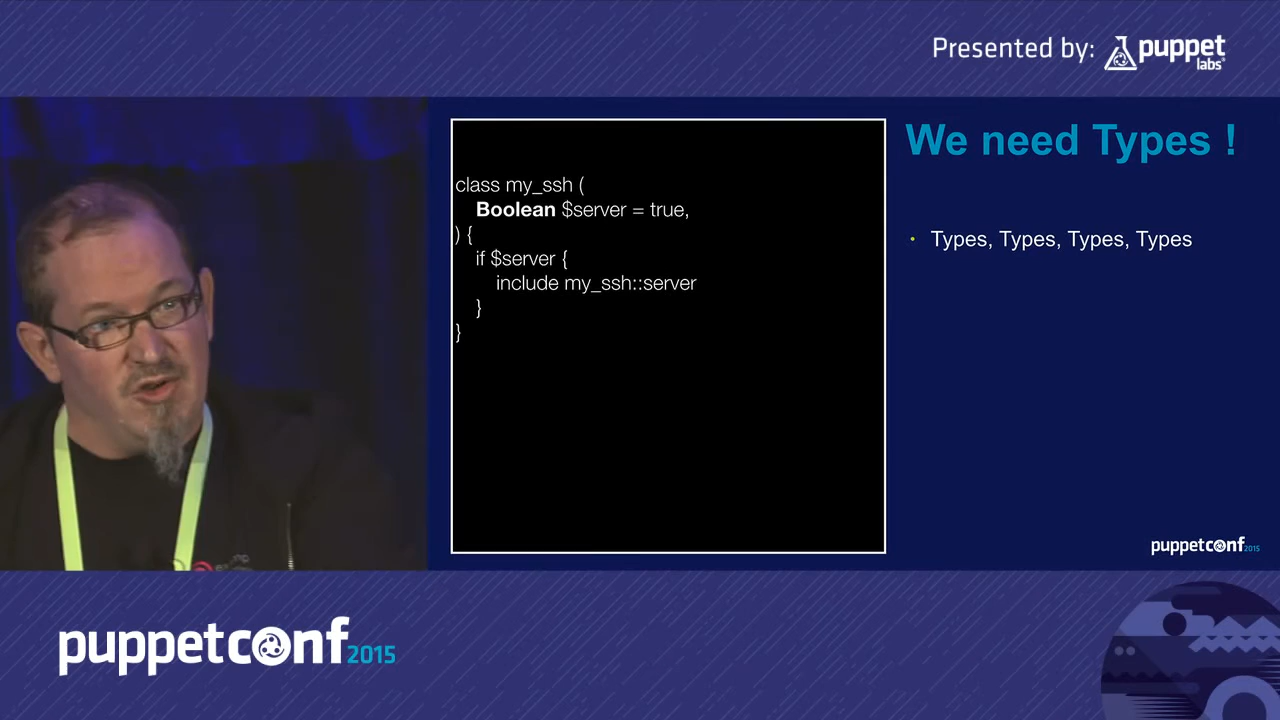 Presented by: puppet labs
We need Types !
class my_ssh (
Boolean $server = true,
) {
if $server {
include my_ssh::server
}
}
• Types, Types, Types, Types
puppetconf 2015
puppetconf 2015